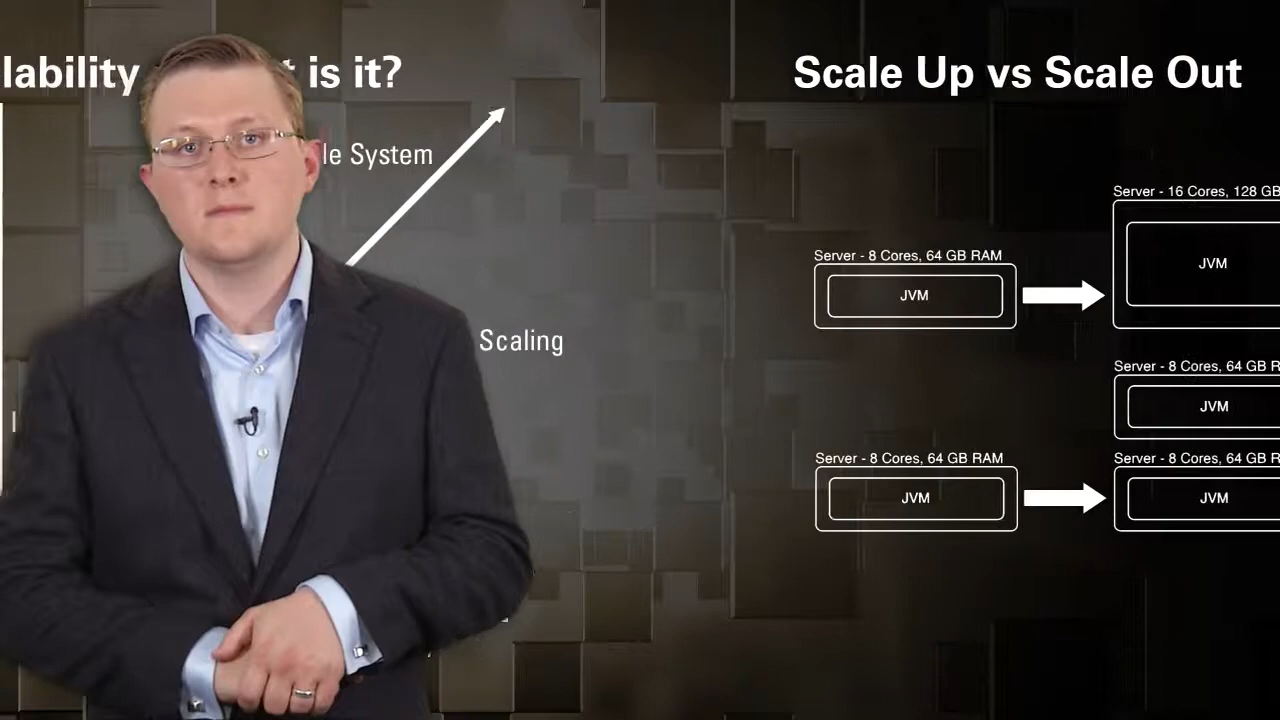 lability
is it?
le System
Scaling
Scale Up vs Scale Out
Server - 8 Cores, 64 GB RAM
JVM
Server - 16 Cores, 128 GB
JVM
Server - 8 Cores, 64 GB R
JVM
Server - 8 Cores, 64 GB RAM
JVM
Server - 8 Cores, 64 GB R
JVM